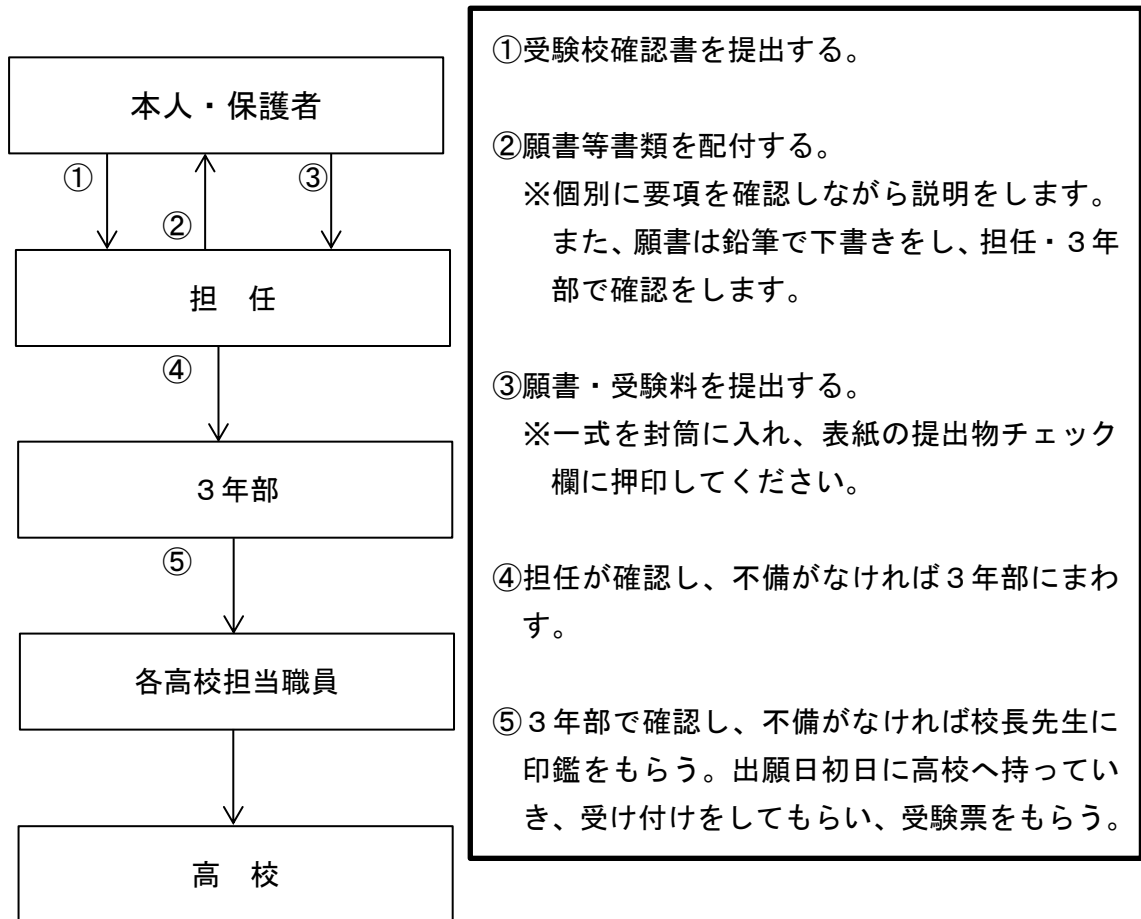 本人・保護者
①
②
③
担　任
④
３年部
⑤
各高校担当職員
高　校
①受験校確認書を提出する。
②願書等書類を配付する。
※個別に要項を確認しながら説明をします。
また、願書は鉛筆で下書きをし、担任・３年
部で確認をします。
③願書・受験料を提出する。
※一式を封筒に入れ、表紙の提出物チェック
欄に押印してください。
④担任が確認し、不備がなければ３年部にまわ
す。
⑤３年部で確認し、不備がなければ校長先生に
印鑑をもらう。出願日初日に高校へ持ってい
き、受け付けをしてもらい、受験票をもらう。